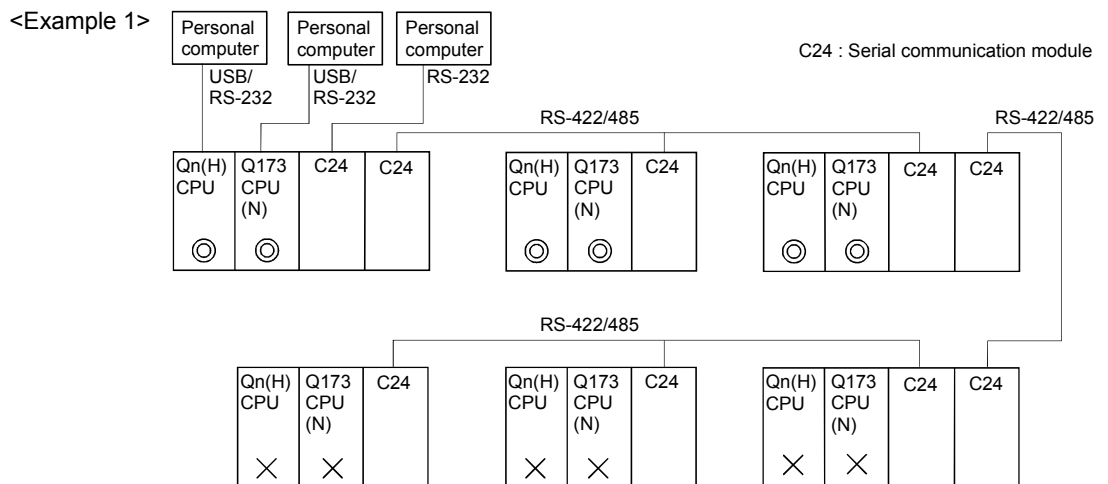 <Example 1>
Personal computer
Personal computer
Personal computer
C24 : Serial communication module
USB/
RS-232
USB/
RS-232
RS-232
RS-422/485
RS-422/485
Qn(H)
CPU
Q173
CPU
(N)
C24
C24
Qn(H)
CPU
Q173
CPU
(N)
C24
Qn(H)
CPU
Q173
CPU
(N)
C24
C24
RS-422/485
Qn(H)
CPU
Q173
CPU
(N)
C24
Qn(H)
CPU
Q173
CPU
(N)
C24
Qn(H)
CPU
Q173
CPU
(N)
C24
C24